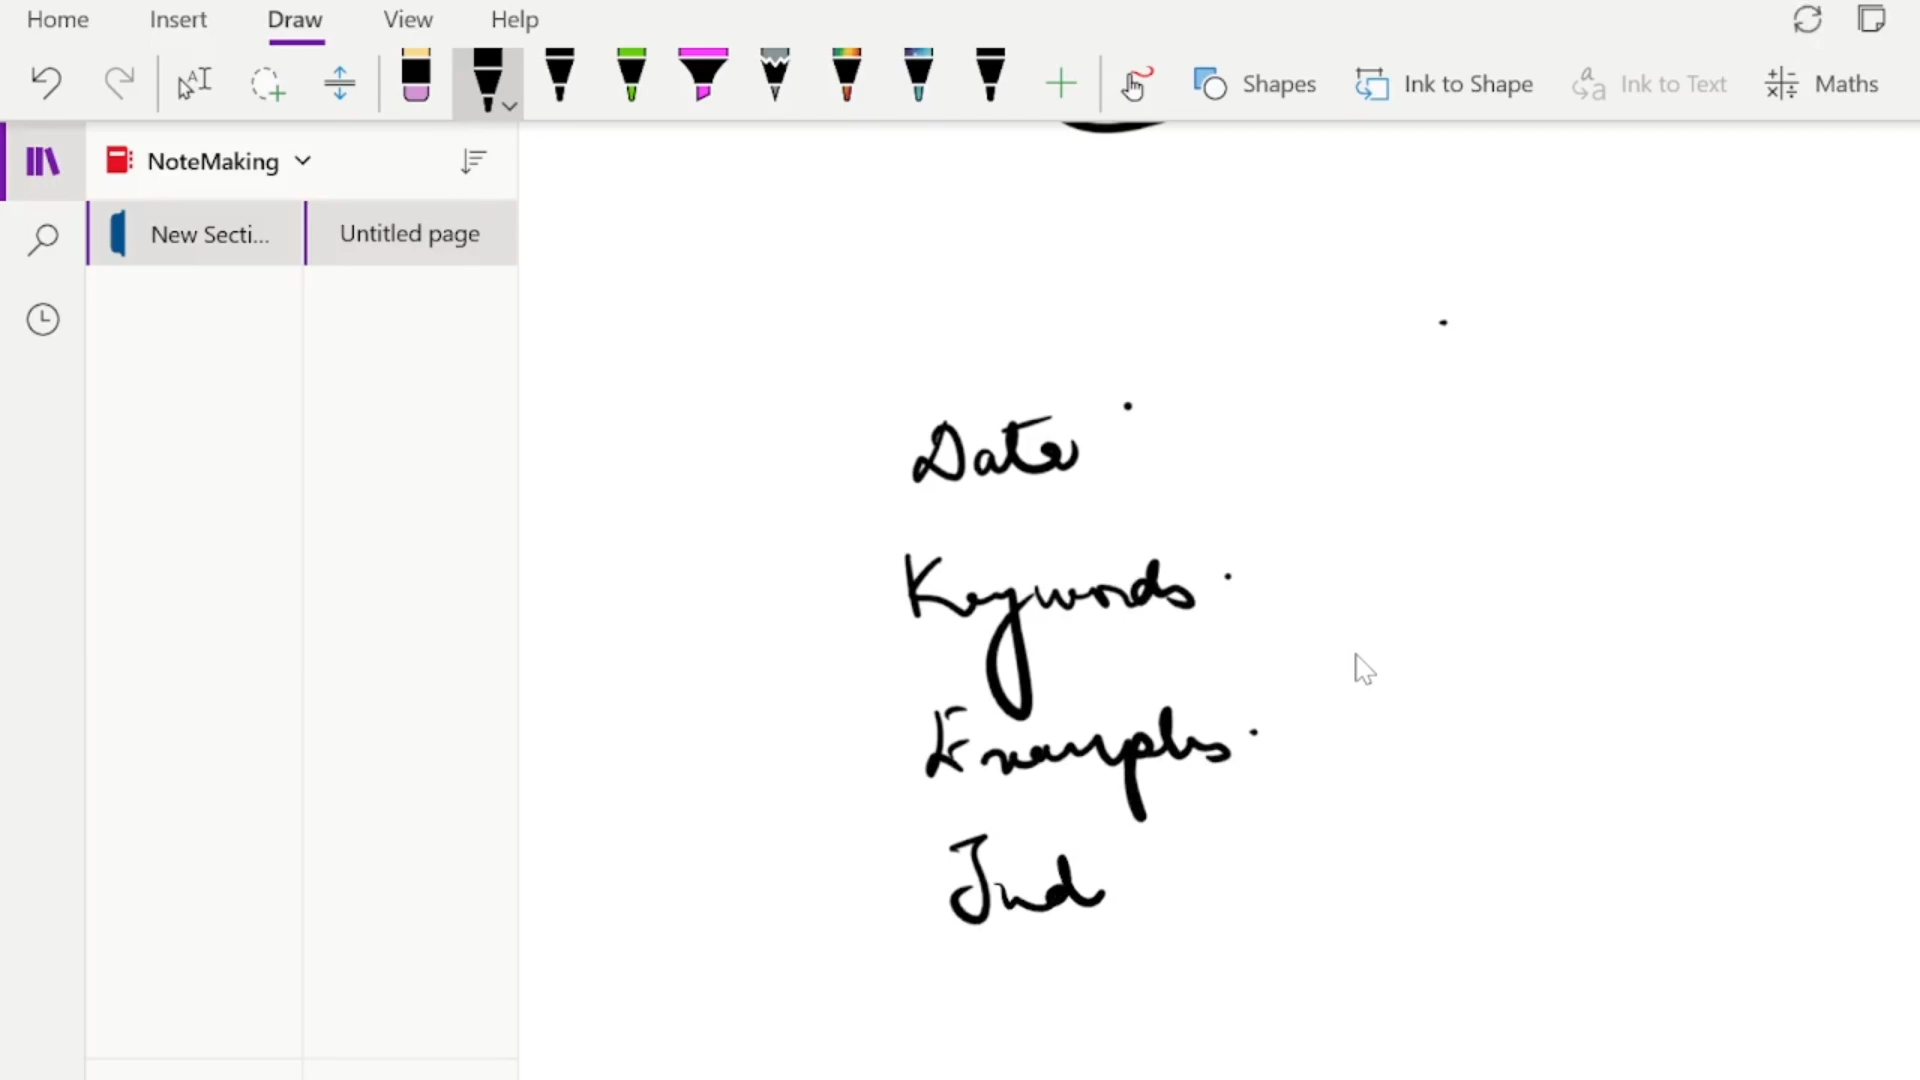 Home Insert Draw View Help
Shapes Ink to Shape Ink to Text Maths
NoteMaking
New Secti... Untitled page
Date
Keywords
Examples
Jud